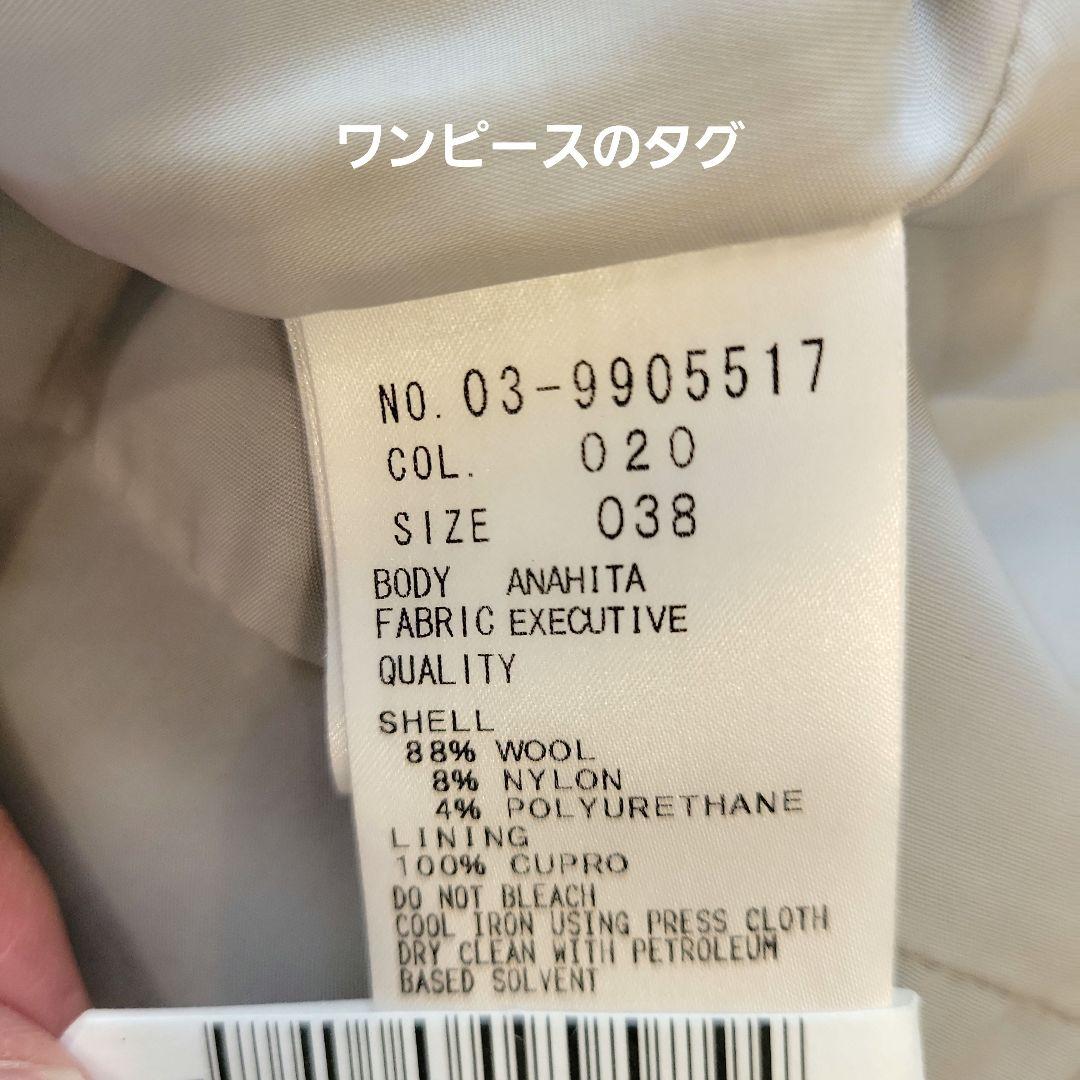 ワンピースのタグ
NO. 03-9905517
COL. 020
SIZE 038
BODY ANAHITA
FABRIC EXECUTIVE
QUALITY
SHELL
88% WOOL
8% NYLON
4% POLYURETHANE
LINING
100% CUPRO
DO NOT BLEACH
COOL IRON USING PRESS CLOTH
DRY CLEAN WITH PETROLEUM
BASED SOLVENT